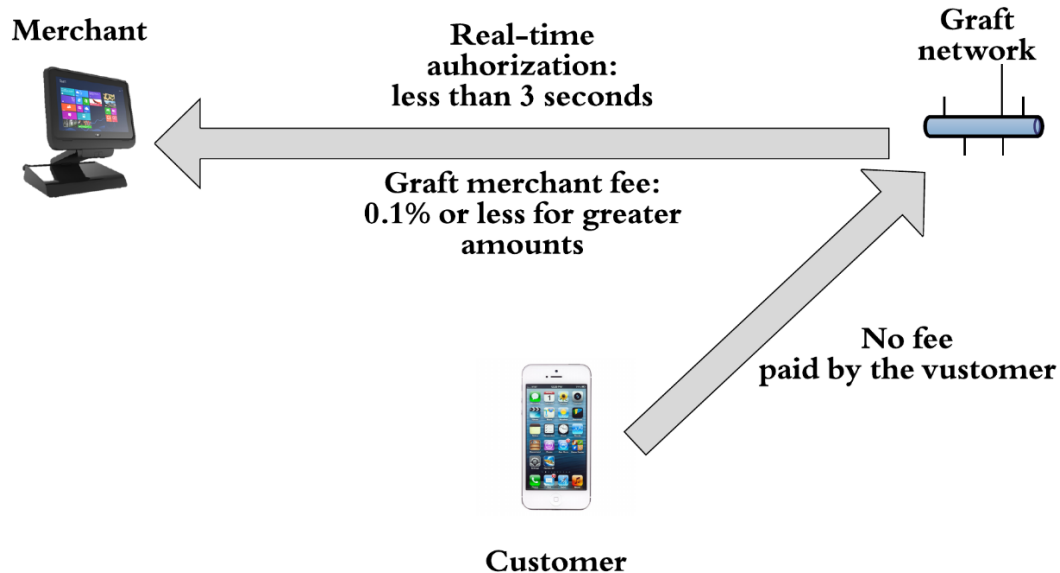 Merchant
Real-time
auhorization:
less than 3 seconds
Graft
network
Graft merchant fee:
0.1% or less for greater
amounts
No fee
paid by the vustomer
Customer